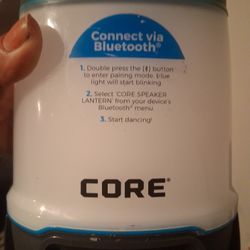 Connect via
Bluetooth®
1. Double press the (ᛒ) button
to enter pairing mode, blue
light will start blinking.
2. Select 'CORE SPEAKER
LANTERN' from your device's
Bluetooth® menu.
3. Start dancing!
CORE®